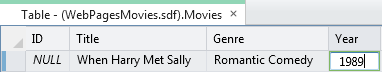 Table - (WebPagesMovies.sdf).Movies ×
ID Title Genre Year
NULL When Harry Met Sally Romantic Comedy 1989